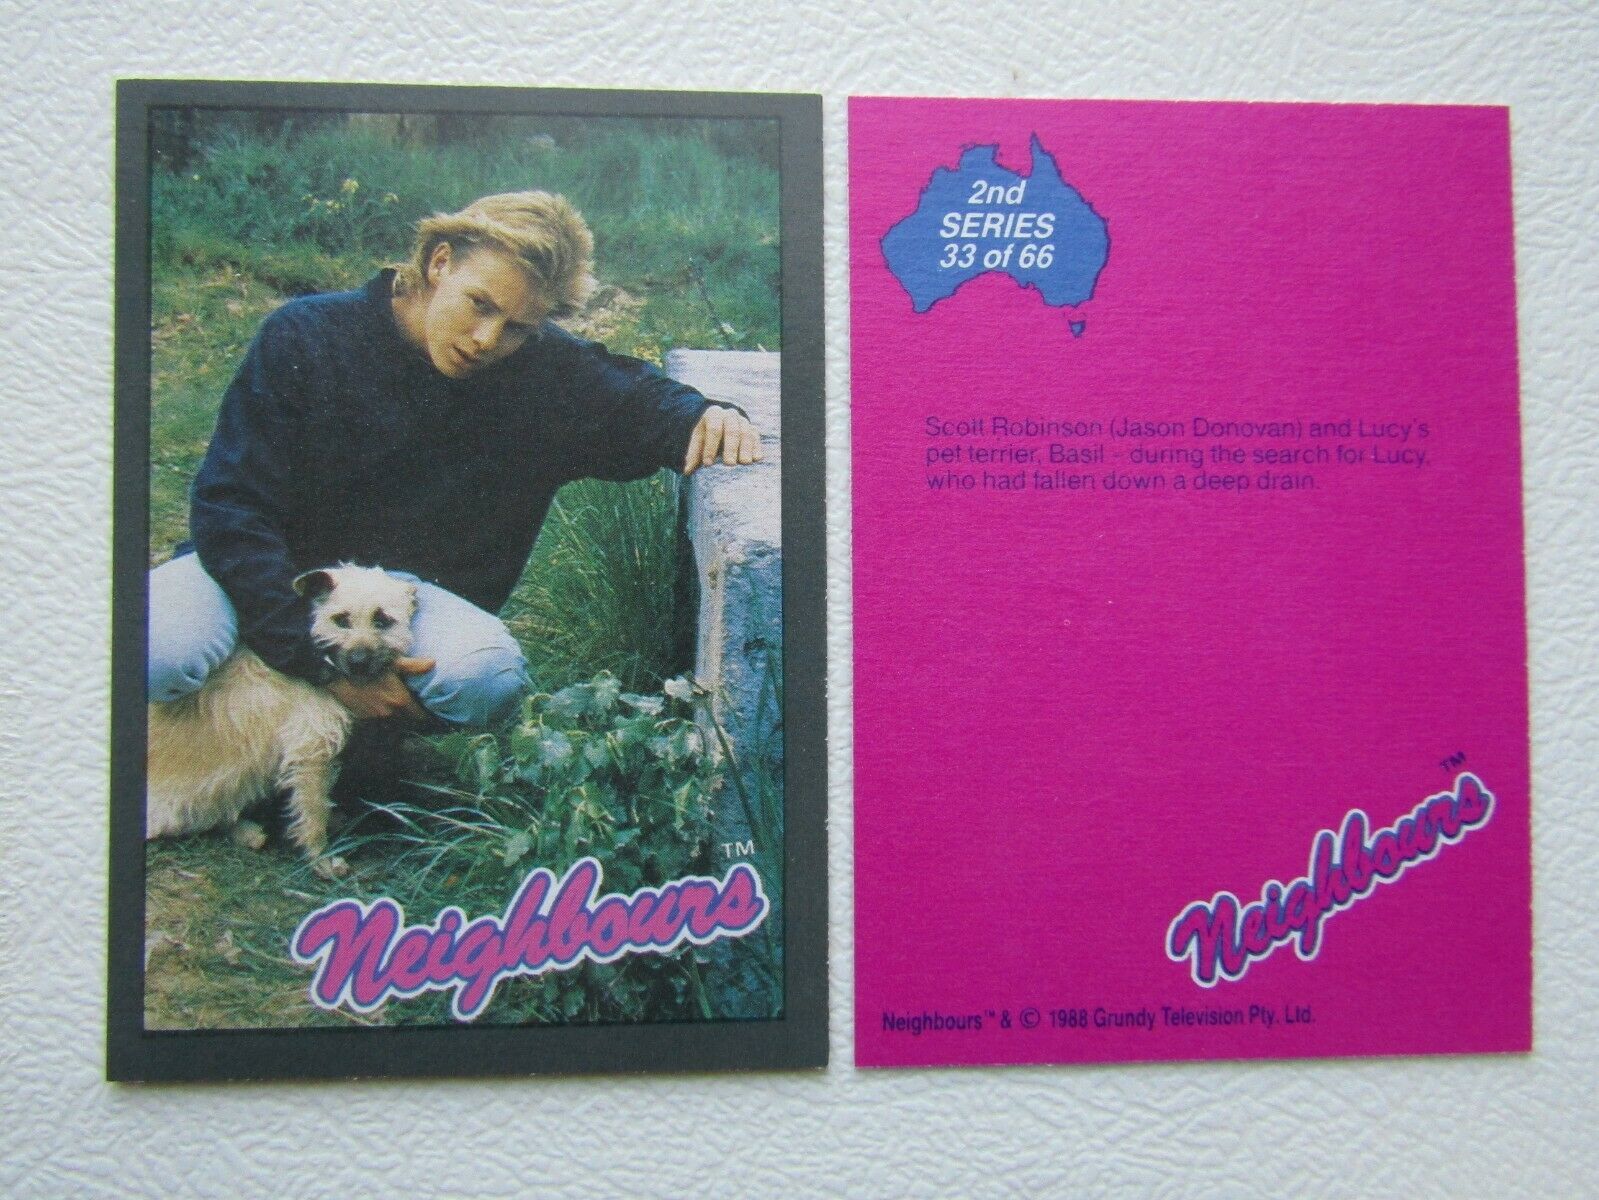 TM
Neighbours
2nd
SERIES
33 of 66
Scott Robinson (Jason Donovan) and Lucy's
pet terrier, Basil – during the search for Lucy,
who had fallen down a deep drain.
TM
Neighbours
Neighbours™ & © 1988 Grundy Television Pty. Ltd.